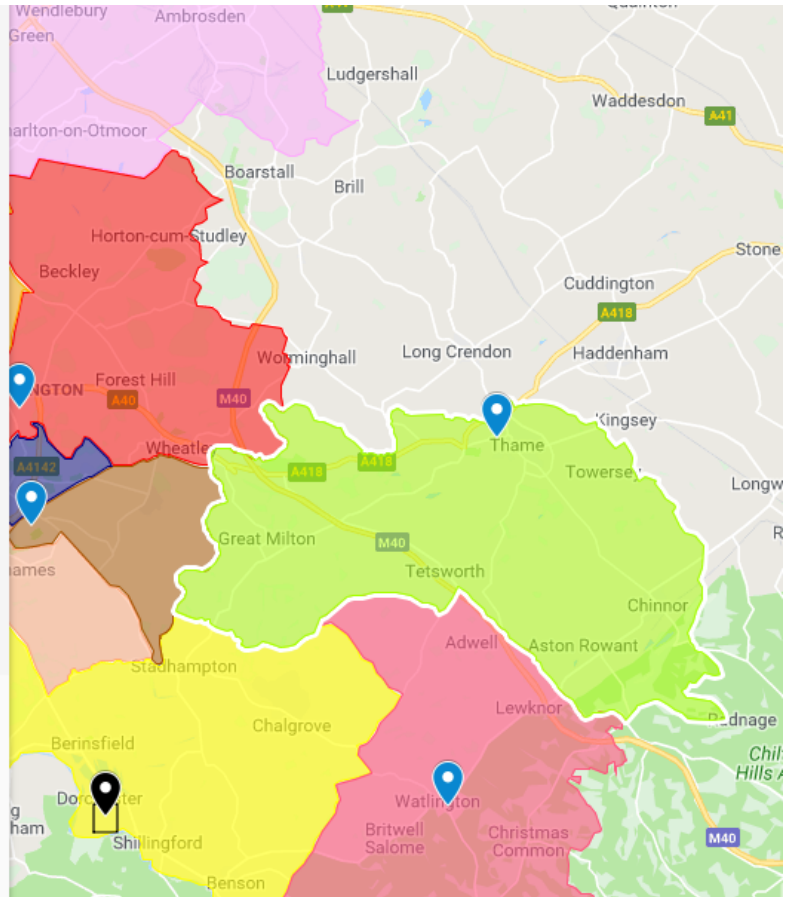 Wendlebury
Ambrosden
Green
Ludgershall
Waddesdon
A41
harlton-on-Otmoor
Boarstall
Brill
Horton-cum-Studley
Stone
Beckley
Cuddington
A418
Worminghall
Long Crendon
Haddenham
NGTON
Forest Hill
A40
M40
Kingsey
Wheatle
Thame
A4142
A418
A418
Towersey
Longw
Great Milton
M40
R
ames
Tetsworth
Chinnor
Adwell
Aston Rowant
Stadhampton
Lewknor
Radnage
Chalgrove
Berinsfield
Chil
Hills A
Dorchester
Watlington
g
ham
Shillingford
Britwell
Salome
Christmas
Common
M40
Benson